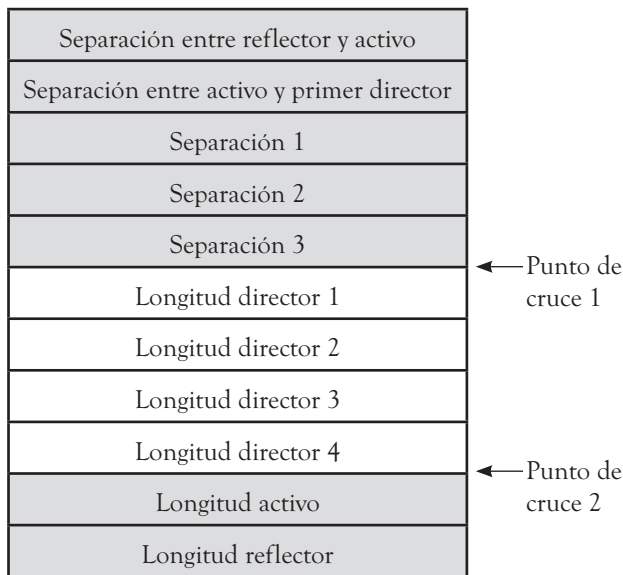 Separación entre reflector y activo
Separación entre activo y primer director
Separación 1
Separación 2
Separación 3
Punto de
cruce 1
Longitud director 1
Longitud director 2
Longitud director 3
Longitud director 4
Punto de
cruce 2
Longitud activo
Longitud reflector